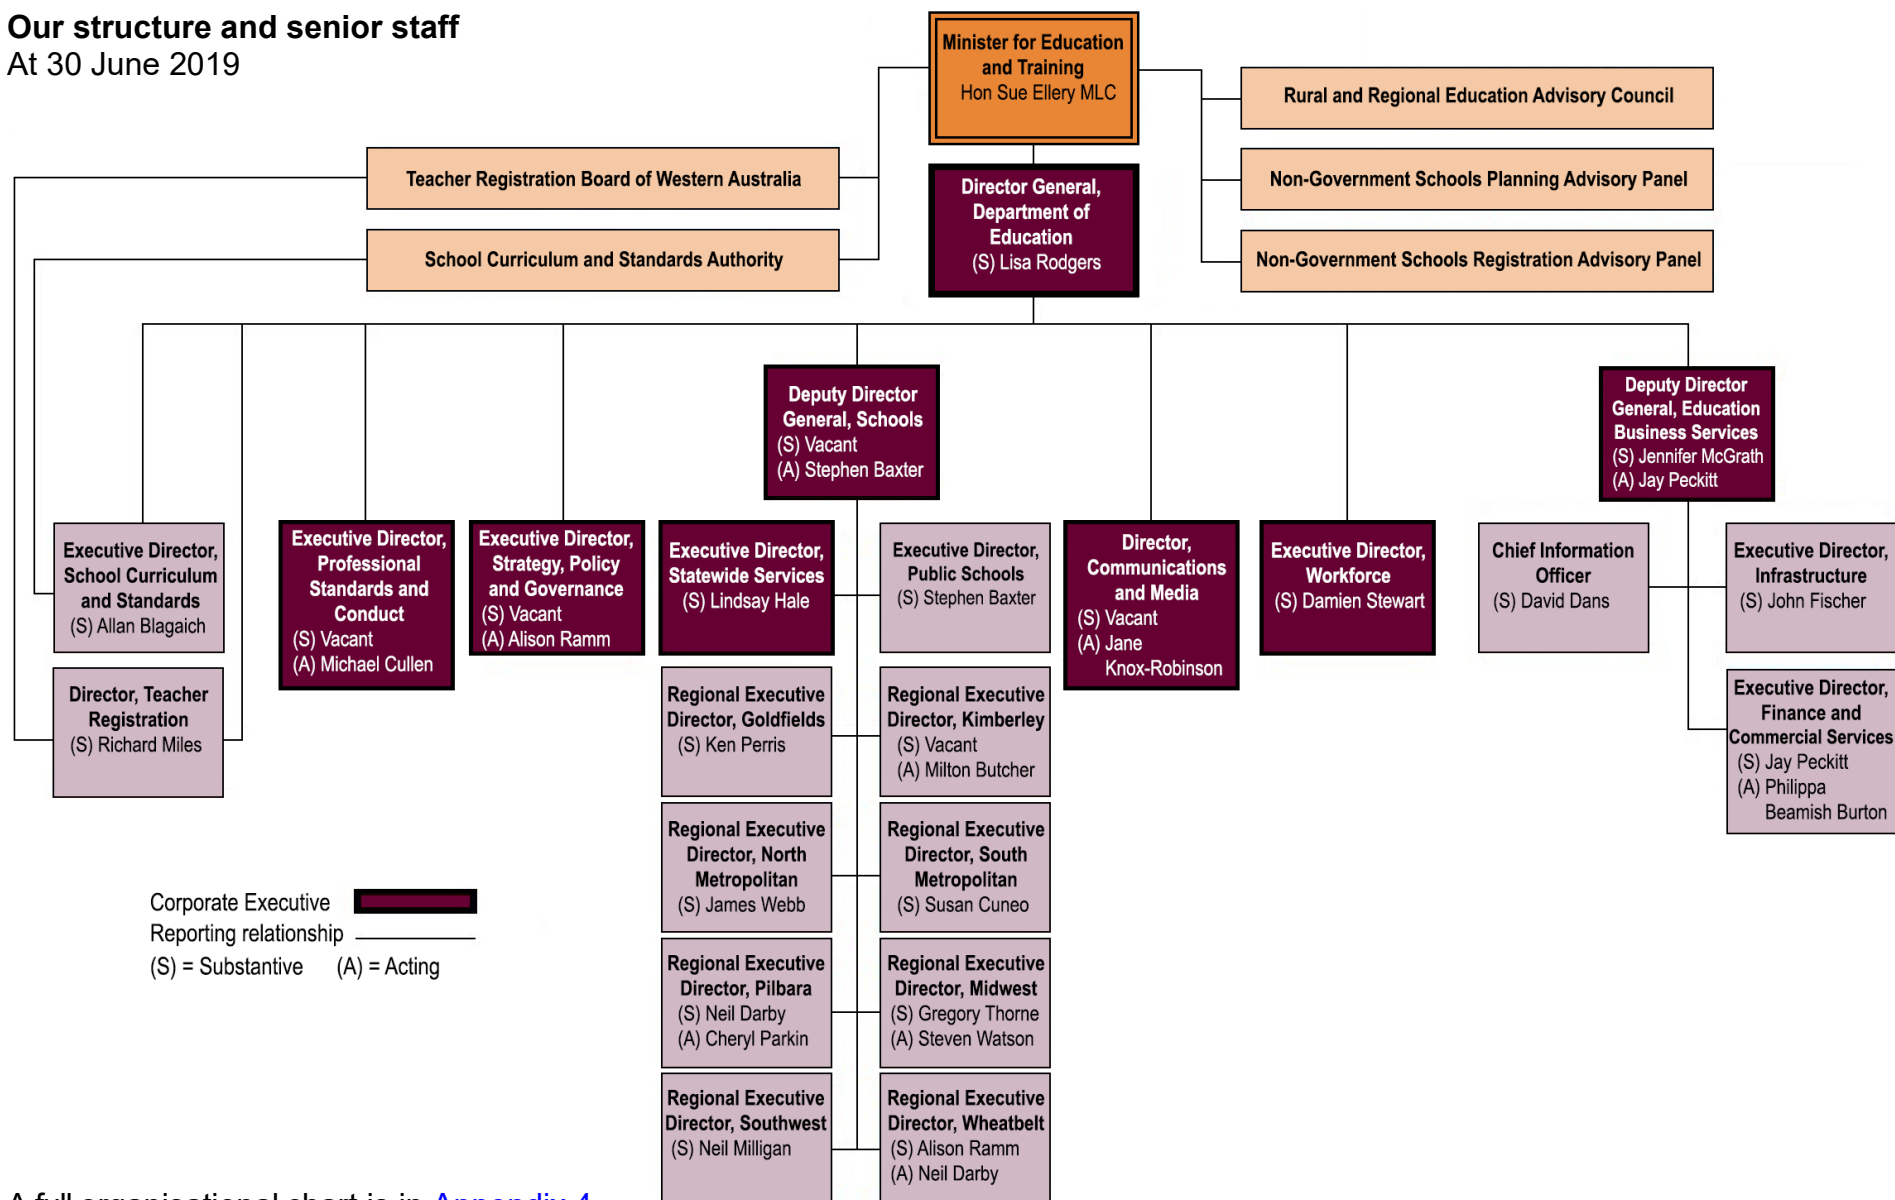 Our structure and senior staff
At 30 June 2019
Minister for Education
and Training
Hon Sue Ellery MLC
Rural and Regional Education Advisory Council
Teacher Registration Board of Western Australia
Non-Government Schools Planning Advisory Panel
Director General,
Department of
Education
(S) Lisa Rodgers
School Curriculum and Standards Authority
Non-Government Schools Registration Advisory Panel
Deputy Director
General, Schools
(S) Vacant
(A) Stephen Baxter
Deputy Director
General, Education
Business Services
(S) Jennifer McGrath
(A) Jay Peckitt
Executive Director,
School Curriculum
and Standards
(S) Allan Blagaich
Executive Director,
Professional
Standards and
Conduct
(S) Vacant
(A) Michael Cullen
Executive Director,
Strategy, Policy
and Governance
(S) Vacant
(A) Alison Ramm
Executive Director,
Statewide Services
(S) Lindsay Hale
Executive Director,
Public Schools
(S) Stephen Baxter
Director,
Communications
and Media
(S) Vacant
(A) Jane
Knox-Robinson
Executive Director,
Workforce
(S) Damien Stewart
Chief Information
Officer
(S) David Dans
Executive Director,
Infrastructure
(S) John Fischer
Director, Teacher
Registration
(S) Richard Miles
Regional Executive
Director, Goldfields
(S) Ken Perris
Regional Executive
Director, Kimberley
(S) Vacant
(A) Milton Butcher
Executive Director,
Finance and
Commercial Services
(S) Jay Peckitt
(A) Philippa
Beamish Burton
Regional Executive
Director, North
Metropolitan
(S) James Webb
Regional Executive
Director, South
Metropolitan
(S) Susan Cuneo
Corporate Executive
Reporting relationship
(S) = Substantive (A) = Acting
Regional Executive
Director, Pilbara
(S) Neil Darby
(A) Cheryl Parkin
Regional Executive
Director, Midwest
(S) Gregory Thorne
(A) Steven Watson
Regional Executive
Director, Southwest
(S) Neil Milligan
Regional Executive
Director, Wheatbelt
(S) Alison Ramm
(A) Neil Darby
A full organisational chart is in Appendix 4